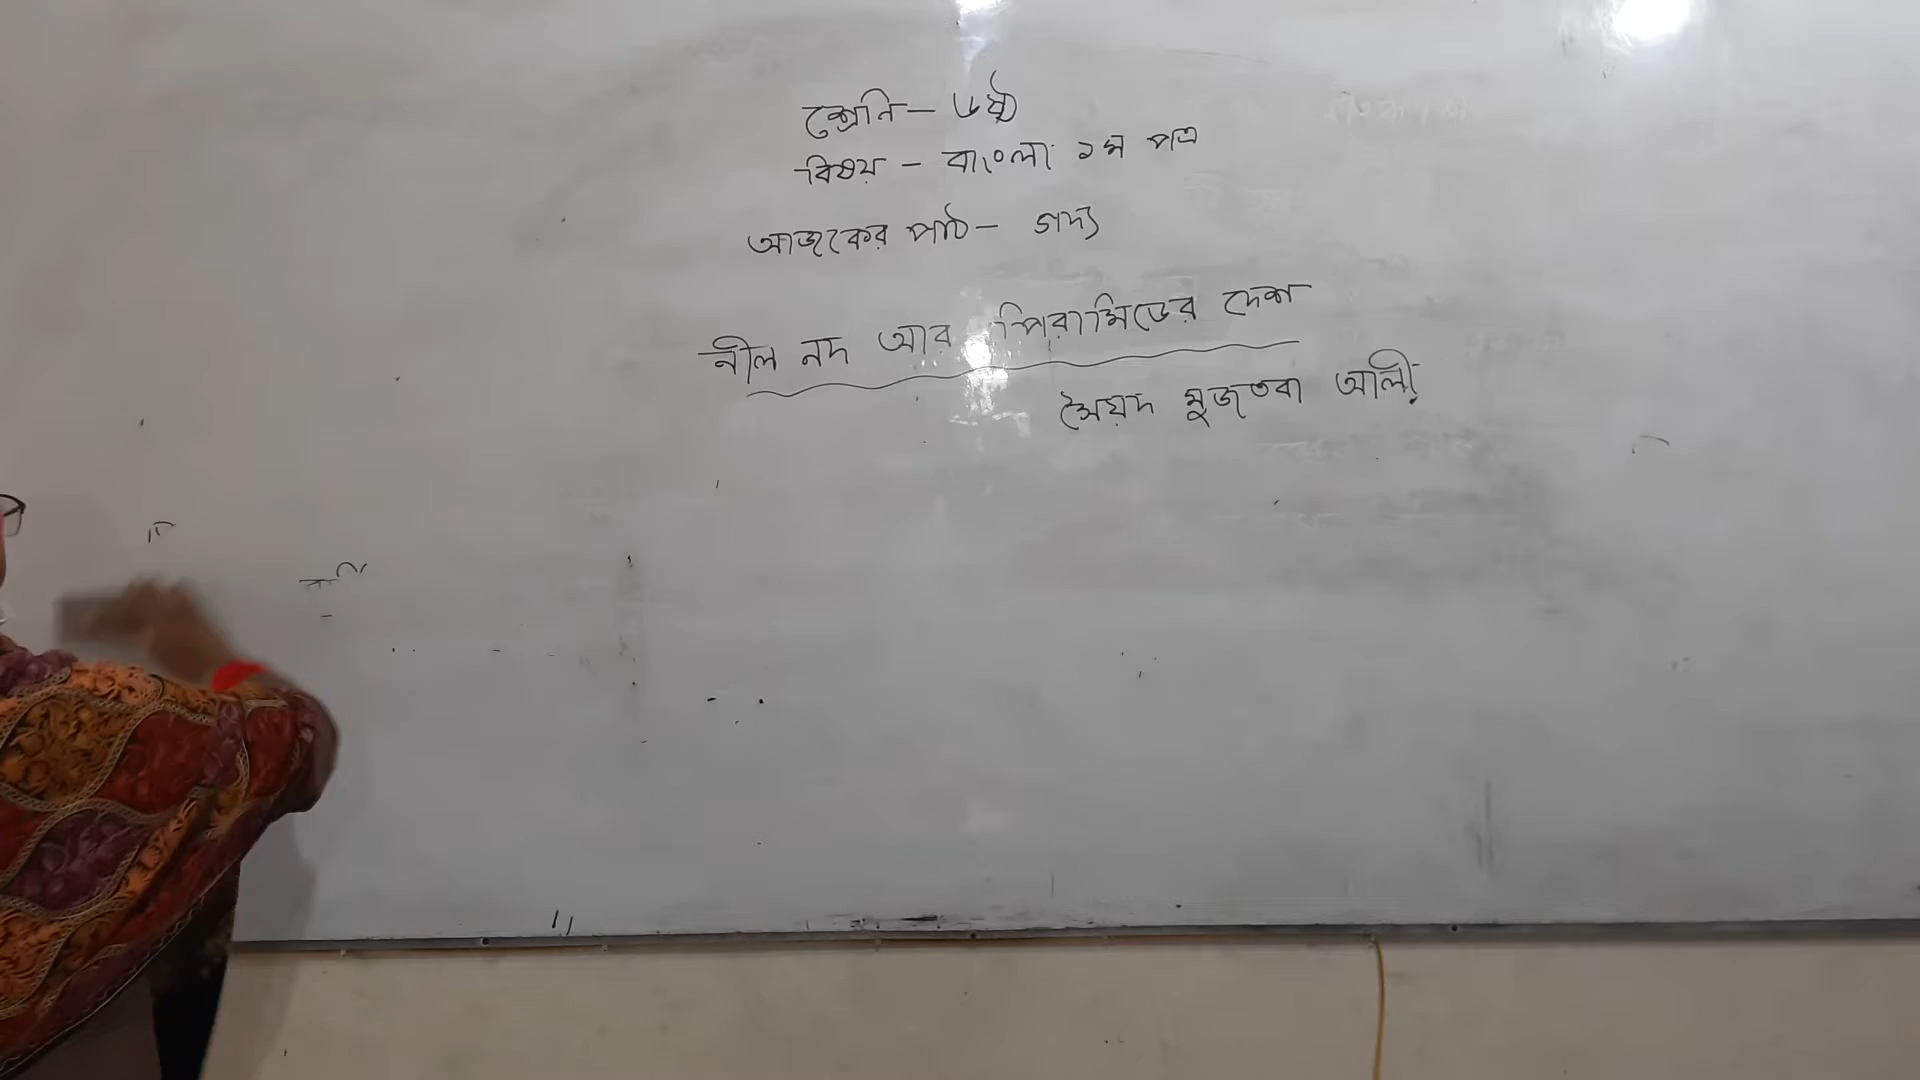 শ্রেনি - ৬ষ্ঠ
বিষয় - বাংলা ১ম পত্র
আজকের পাঠ - গদ্য
নীল নদ আর পিরামিডের দেশ
সৈয়দ মুজতবা আলী